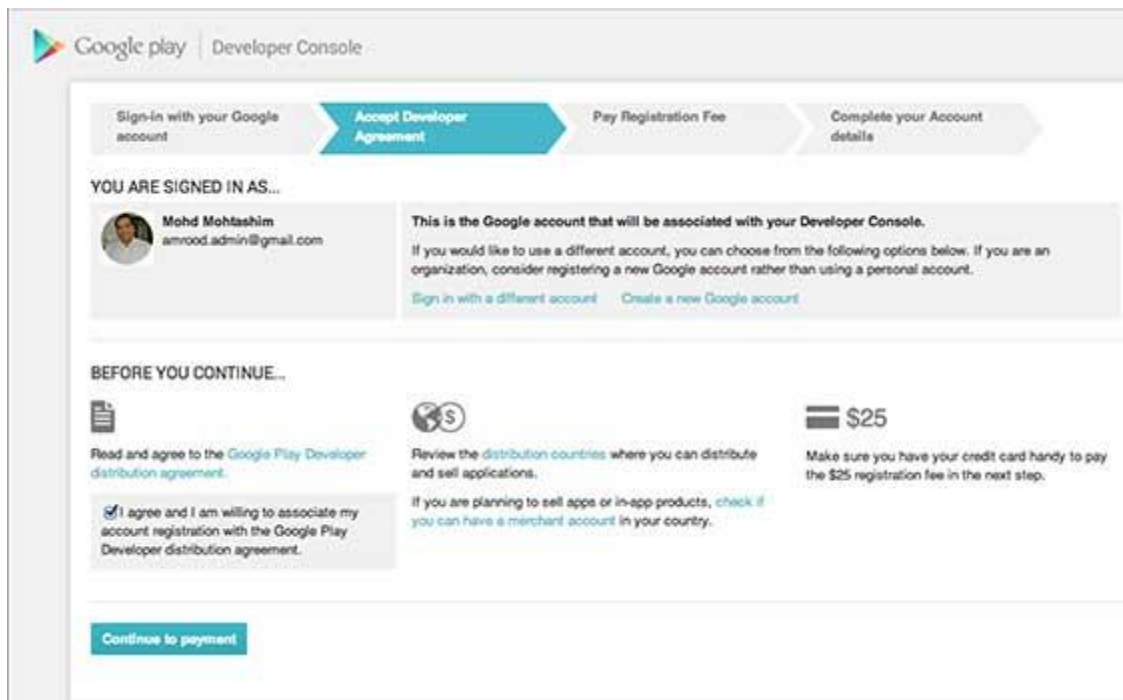 Google play | Developer Console
Sign-in with your Google
account
Accept Developer
Agreement
Pay Registration Fee
Complete your Account
details
YOU ARE SIGNED IN AS...
Mohd Mohtashim
amrood.admin@gmail.com
This is the Google account that will be associated with your Developer Console.
If you would like to use a different account, you can choose from the following options below. If you are an
organization, consider registering a new Google account rather than using a personal account.
Sign in with a different account Create a new Google account
BEFORE YOU CONTINUE...
Read and agree to the Google Play Developer
distribution agreement.
I agree and I am willing to associate my
account registration with the Google Play
Developer distribution agreement.
$
Review the distribution countries where you can distribute
and sell applications.
If you are planning to sell apps or in-app products, check if
you can have a merchant account in your country.
$25
Make sure you have your credit card handy to pay
the $25 registration fee in the next step.
Continue to payment